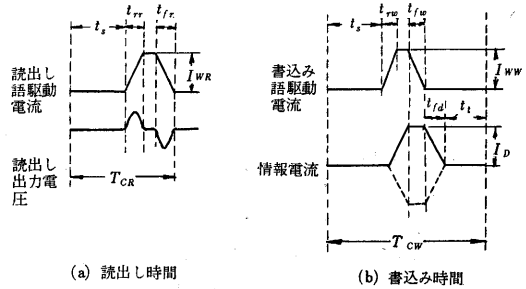 t_s t_rr t_fr
I_WR
読出し
語駆動
電流
読出し
出力電
圧
T_CR
(a) 読出し時間
t_s t_rw t_fw
I_WW
書込み
語駆動
電流
t_fd t_t
I_D
情報電流
T_CW
(b) 書込み時間